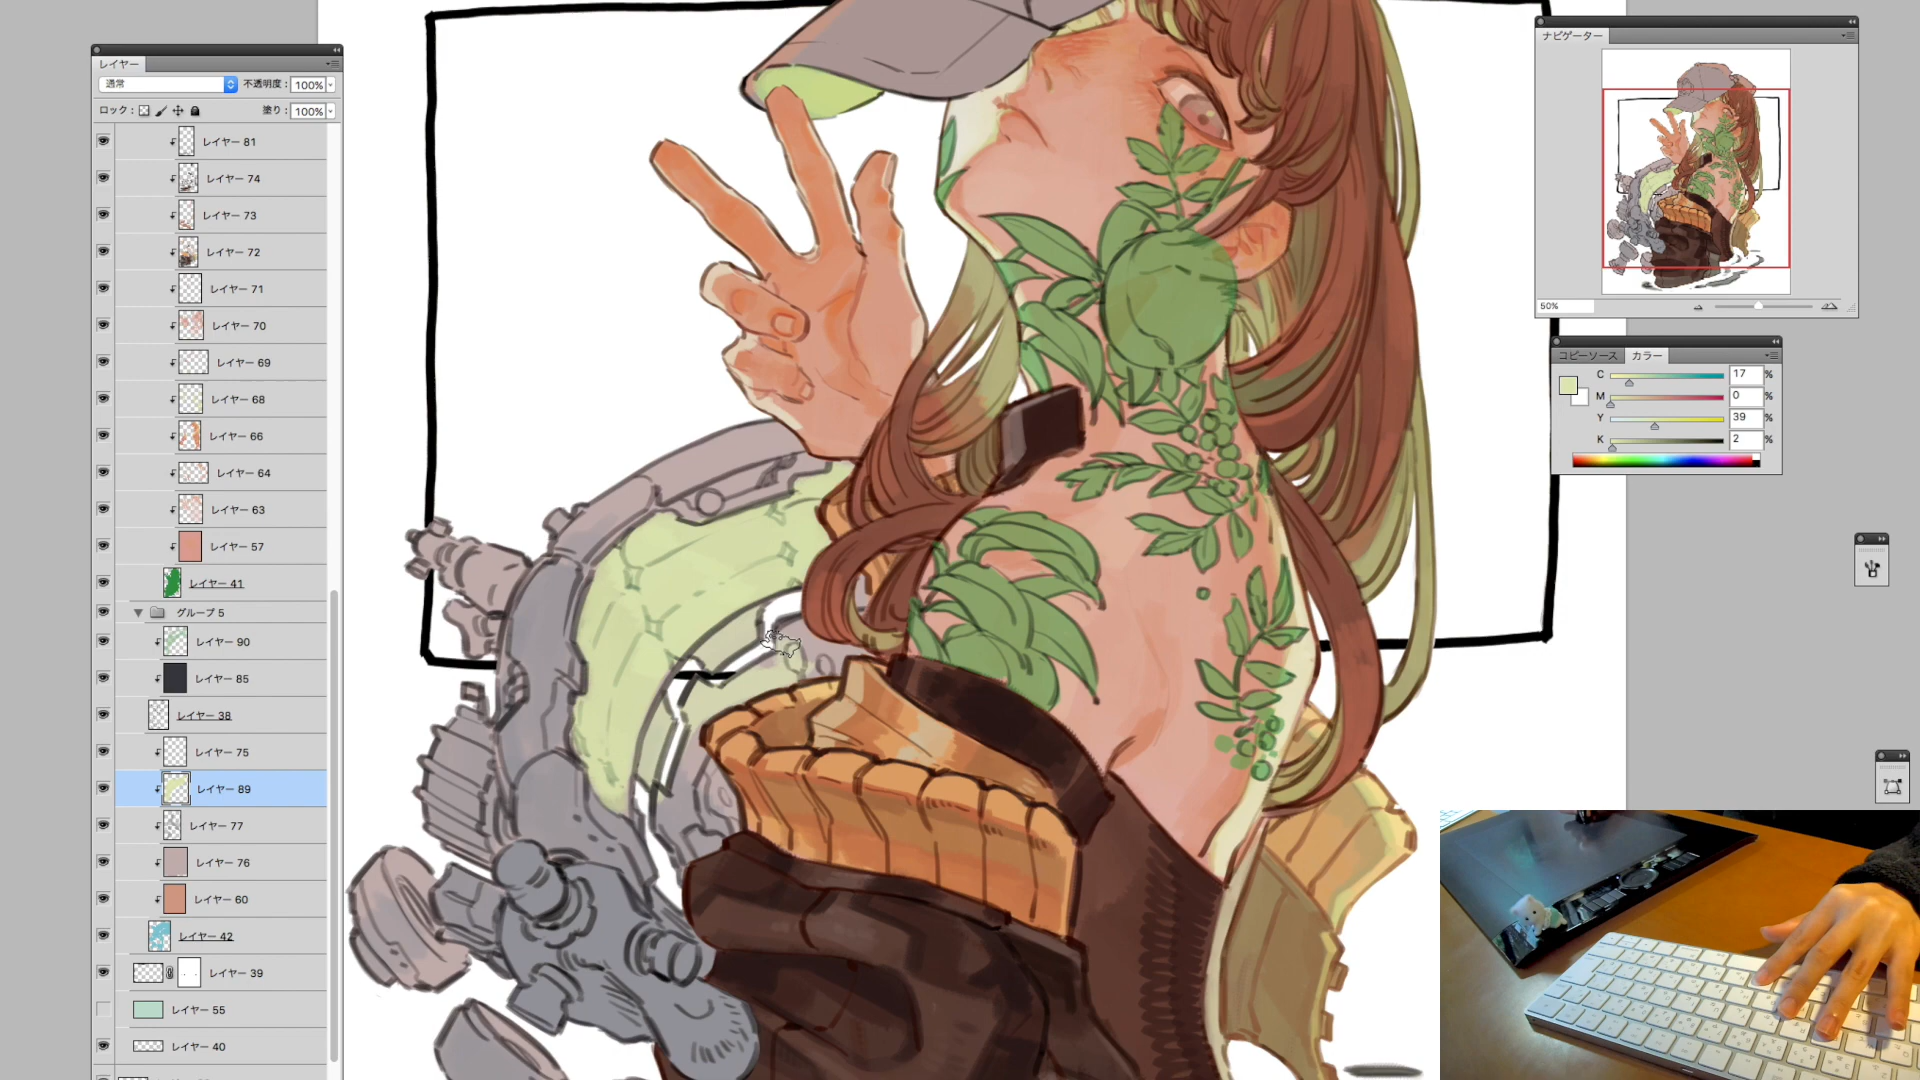 レイヤー
通常
不透明度：
100%
ロック：
塗り：
100%
レイヤー 81
レイヤー 74
レイヤー 73
レイヤー 72
レイヤー 71
レイヤー 70
レイヤー 69
レイヤー 68
レイヤー 66
レイヤー 64
レイヤー 63
レイヤー 57
レイヤー 41
グループ 5
レイヤー 90
レイヤー 85
レイヤー 38
レイヤー 75
レイヤー 89
レイヤー 77
レイヤー 76
レイヤー 60
レイヤー 42
レイヤー 39
レイヤー 55
レイヤー 40
ナビゲーター
50%
コピーソース
カラー
C 17 %
M 0 %
Y 39 %
K 2 %